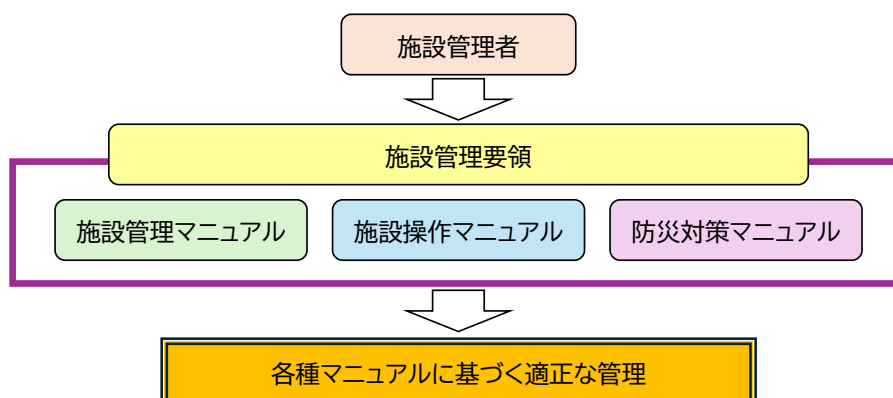 施設管理者
施設管理要領
施設管理マニュアル
施設操作マニュアル
防災対策マニュアル
各種マニュアルに基づく適正な管理